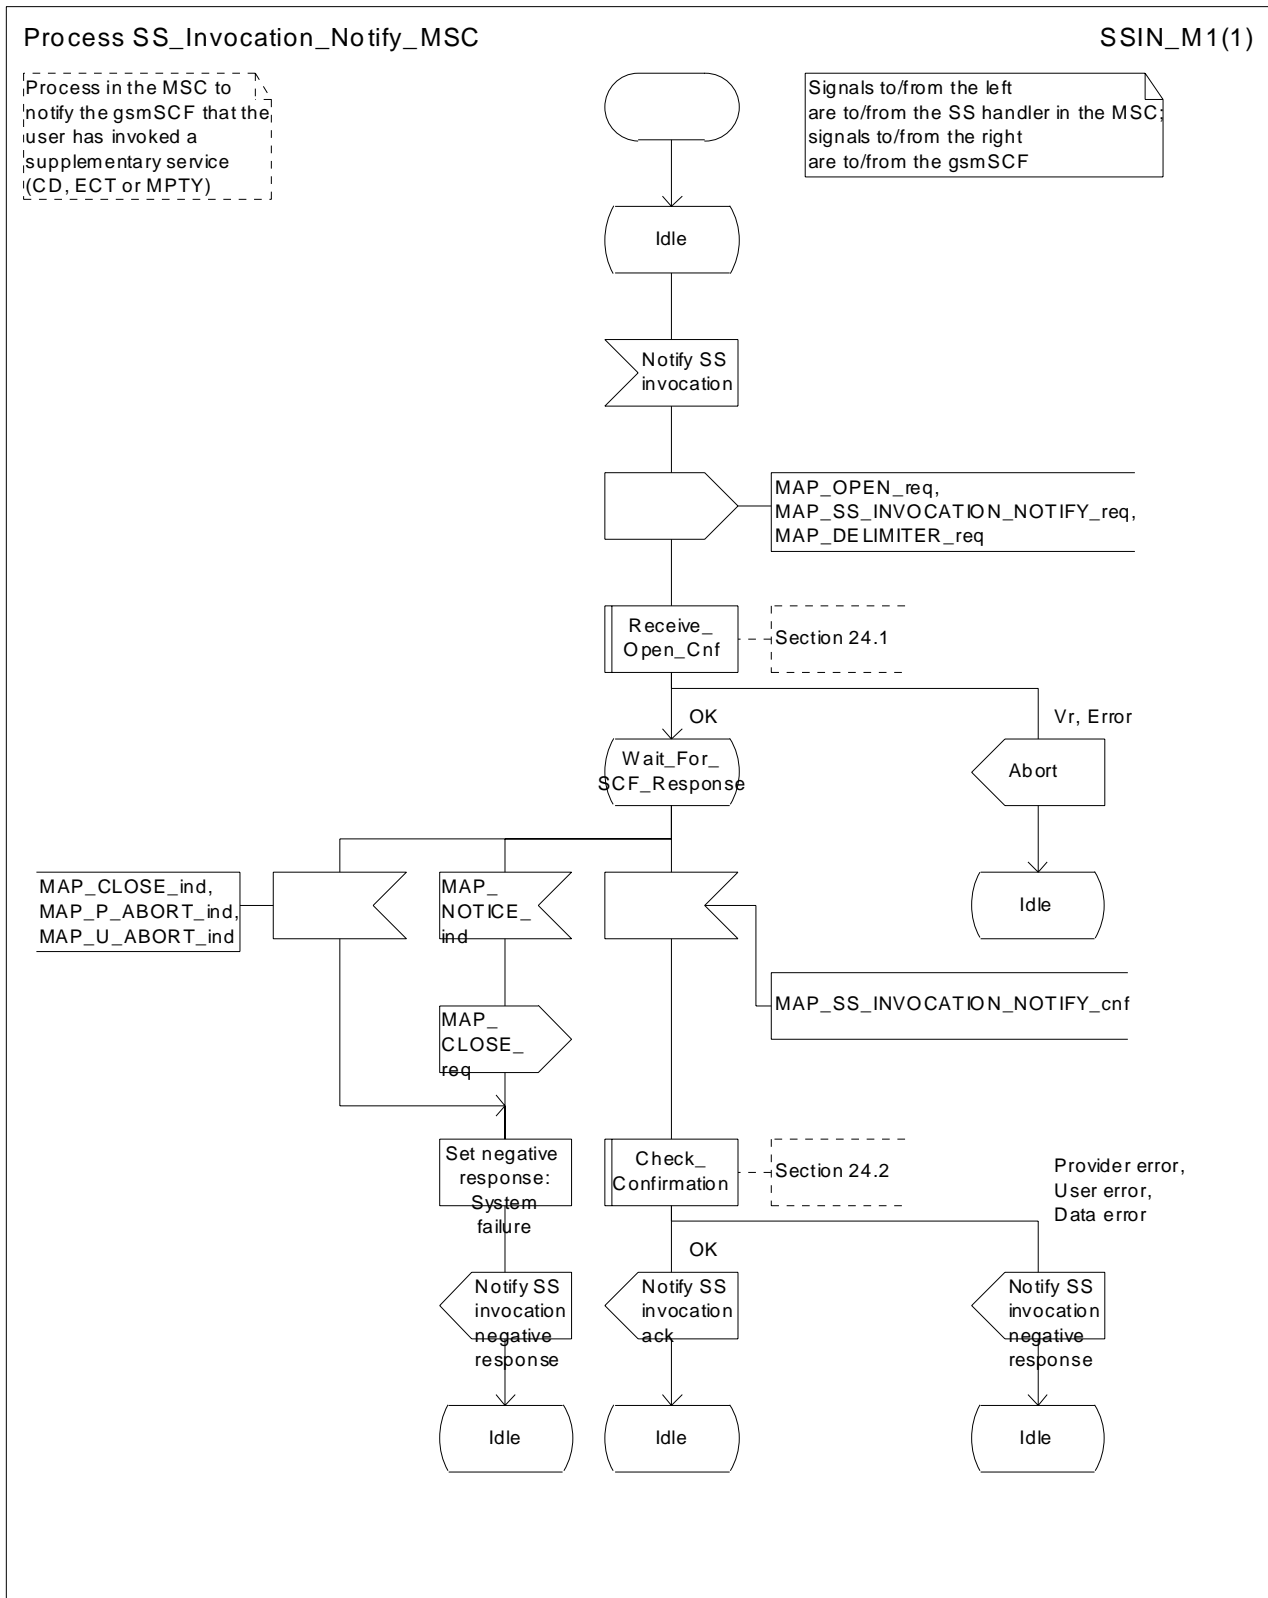 Process SS_Invocation_Notify_MSC
SSIN_M1(1)
Process in the MSC to
notify the gsmSCF that the
user has invoked a
supplementary service
(CD, ECT or MPTY)
Signals to/from the left
are to/from the SS handler in the MSC;
signals to/from the right
are to/from the gsmSCF
Idle
Notify SS
invocation
MAP_OPEN_req,
MAP_SS_INVOCATION_NOTIFY_req,
MAP_DELIMITER_req
Receive_
Open_Cnf
Section 24.1
OK
Vr, Error
Wait_For_
SCF_Response
Abort
MAP_CLOSE_ind,
MAP_P_ABORT_ind,
MAP_U_ABORT_ind
MAP_
NOTICE_
ind
Idle
MAP_SS_INVOCATION_NOTIFY_cnf
MAP_
CLOSE_
req
Set negative
response:
System
failure
Check_
Confirmation
Section 24.2
Provider error,
User error,
Data error
OK
Notify SS
invocation
negative
response
Notify SS
invocation
ack
Notify SS
invocation
negative
response
Idle
Idle
Idle